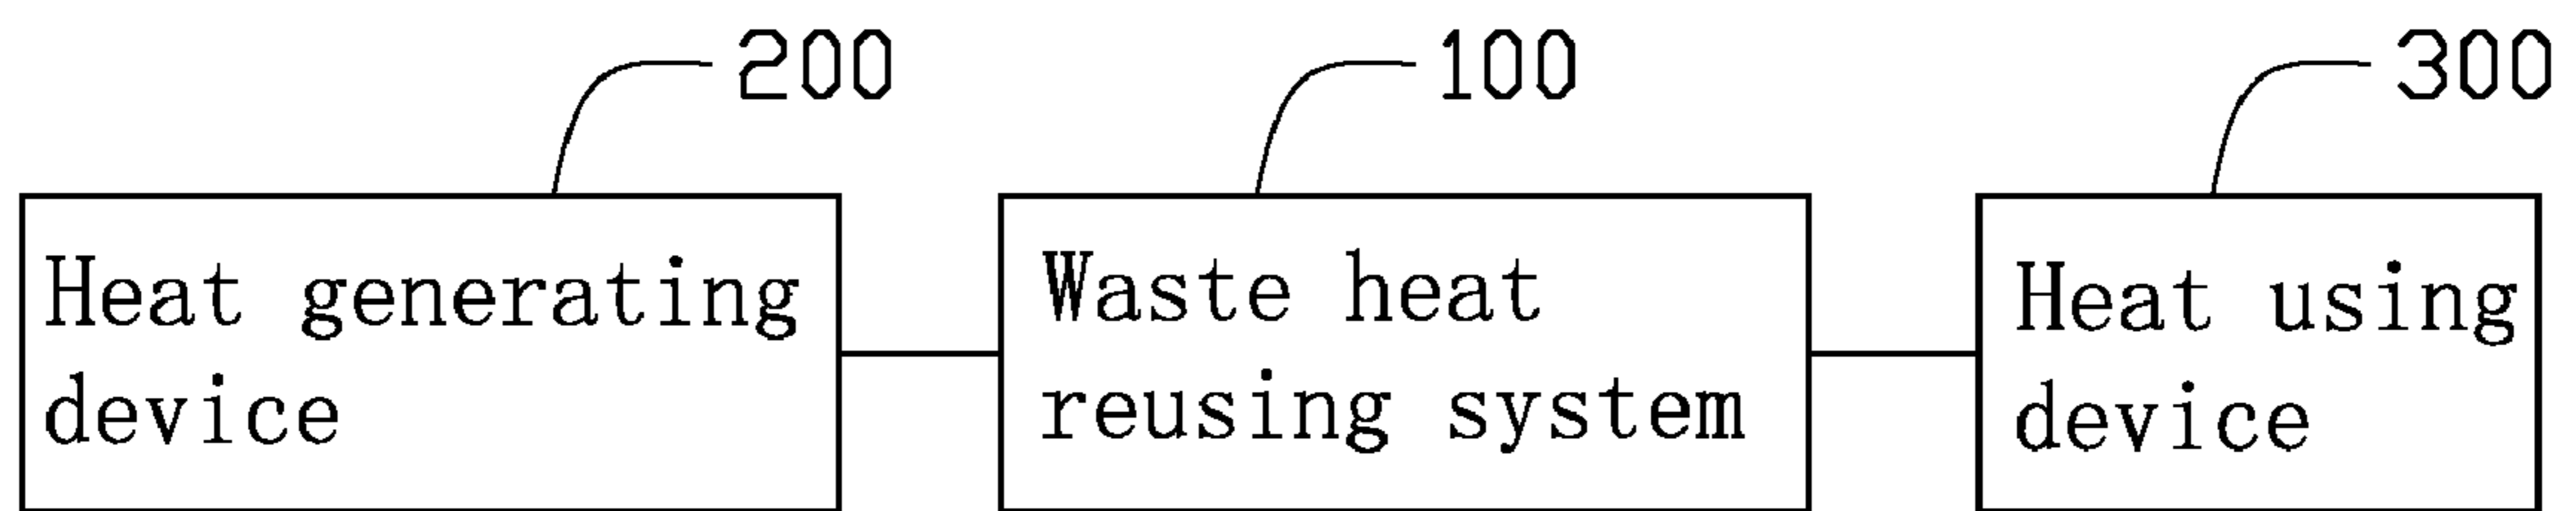 200
100
300
Heat generating
device
Waste heat
reusing system
Heat using
device